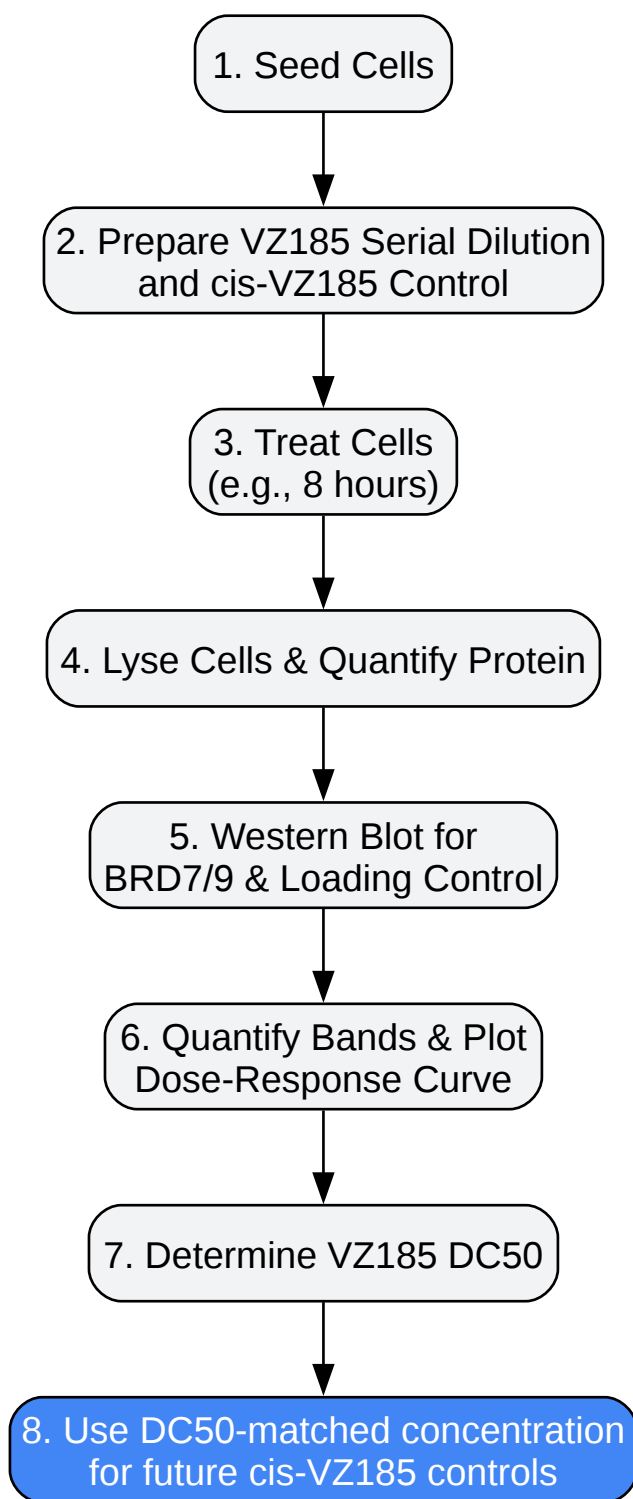 1. Seed Cells
2. Prepare VZ185 Serial Dilution
and cis-VZ185 Control
3. Treat Cells
(e.g., 8 hours)
4. Lyse Cells & Quantify Protein
5. Western Blot for
BRD7/9 & Loading Control
6. Quantify Bands & Plot
Dose-Response Curve
7. Determine VZ185 DC50
8. Use DC50-matched concentration
for future cis-VZ185 controls